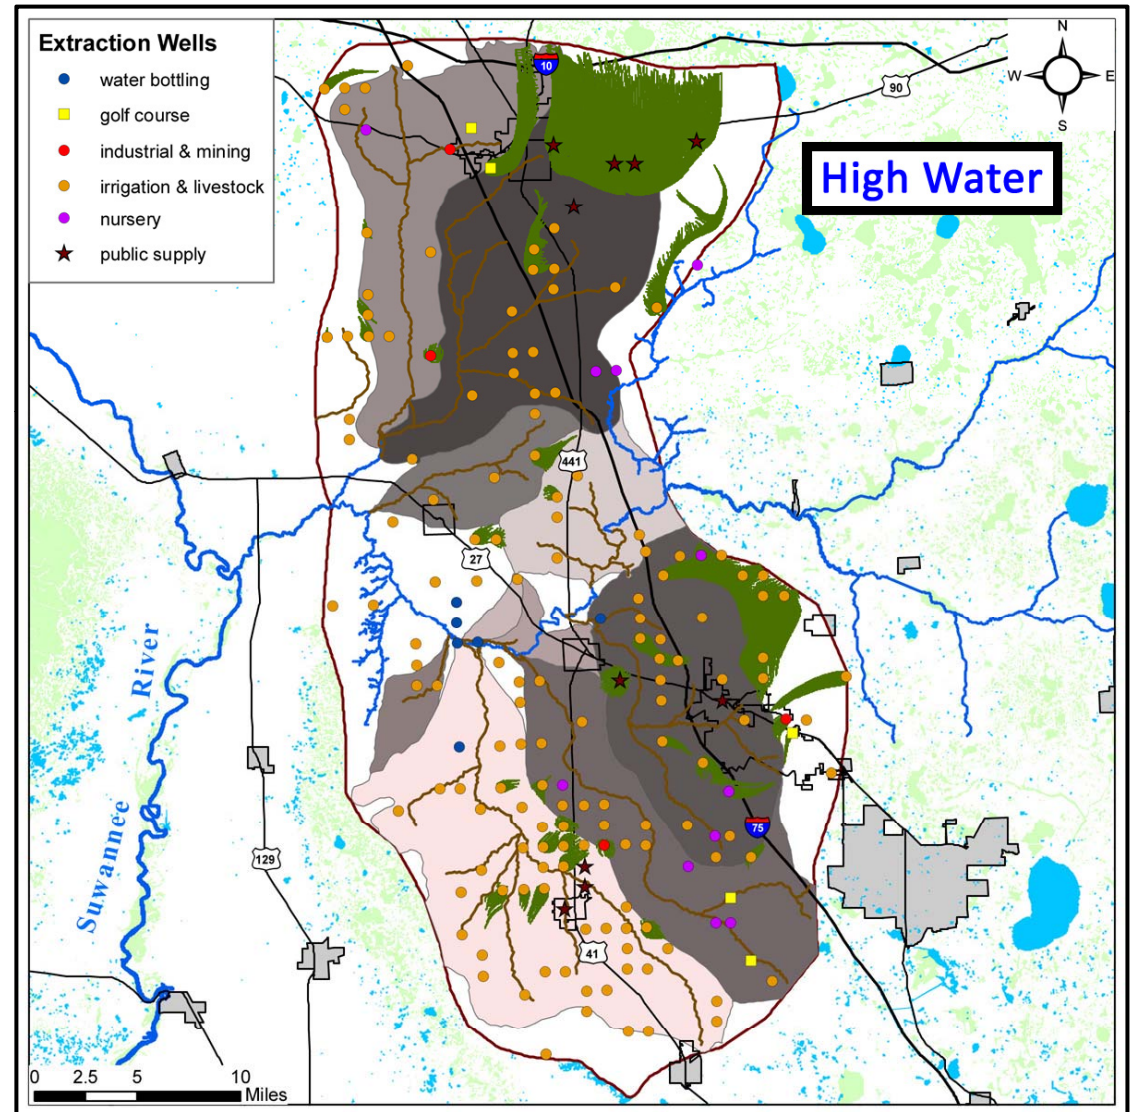 Extraction Wells
water bottling
golf course
industrial & mining
irrigation & livestock
nursery
public supply
10
90
N
W E
S
High Water
441
27
Suwannee River
129
75
41
0 2.5 5 10
Miles